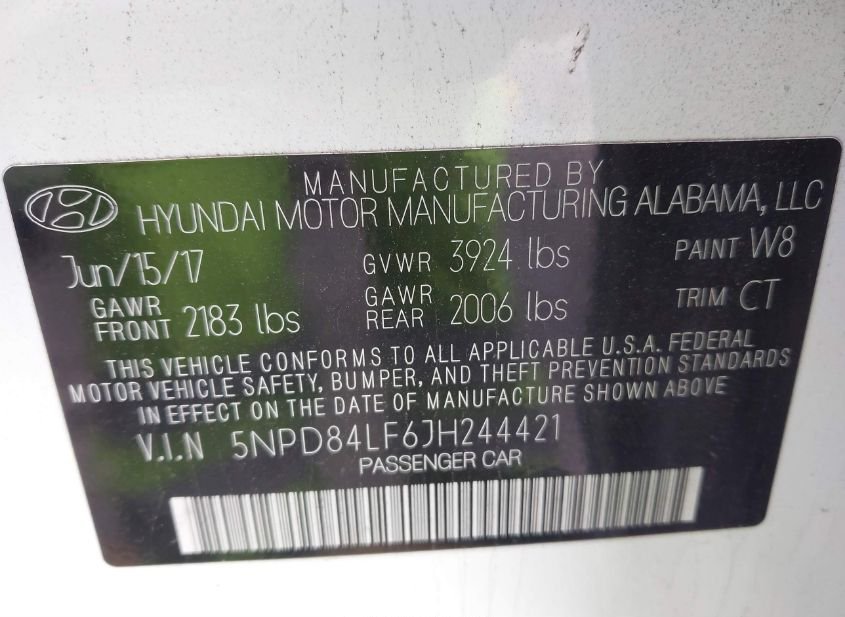 MANUFACTURED BY
HYUNDAI MOTOR MANUFACTURING ALABAMA, LLC
Jun/15/17 GVWR 3924 lbs PAINT W8
GAWR FRONT 2183 lbs GAWR REAR 2006 lbs TRIM CT
THIS VEHICLE CONFORMS TO ALL APPLICABLE U.S.A. FEDERAL
MOTOR VEHICLE SAFETY, BUMPER, AND THEFT PREVENTION STANDARDS
IN EFFECT ON THE DATE OF MANUFACTURE SHOWN ABOVE
V.I.N 5NPD84LF6JH244421
PASSENGER CAR